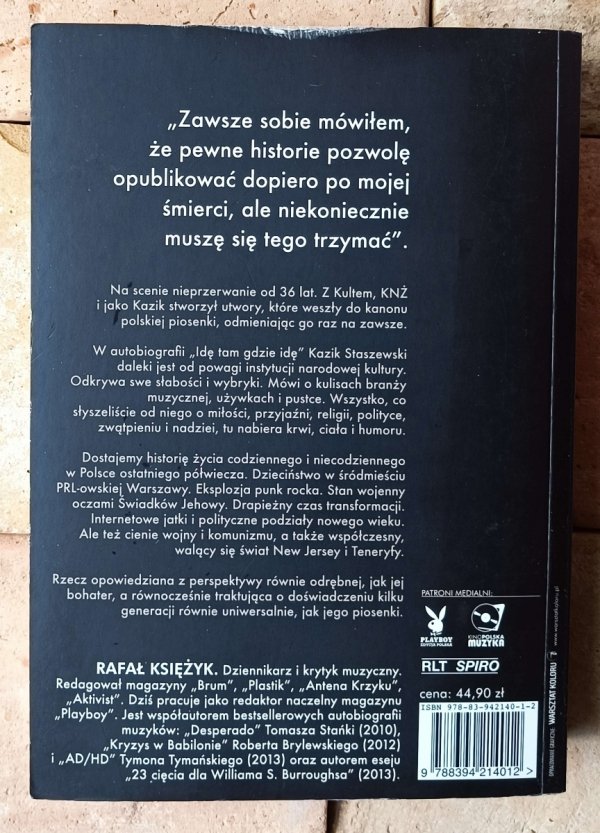 „Zawsze sobie mówiłem,
że pewne historie pozwolę
opublikować dopiero po mojej
śmierci, ale niekoniecznie
muszę się tego trzymać”.
Na scenie nieprzerwanie od 36 lat. Z Kultem, KNŻ
i jako Kazik stworzył utwory, które weszły do kanonu
polskiej piosenki, odmieniając go raz na zawsze.
W autobiografii „Idę tam gdzie idę” Kazik Staszewski
daleki jest od powagi instytucji narodowej kultury.
Odkrywa swe słabości i wybryki. Mówi o kulisach branży
muzycznej, używkach i pustce. Wszystko, co
słyszeliście od niego o miłości, przyjaźni, religii, polityce,
zwątpieniu i nadziei, tu nabiera krwi, ciała i humoru.
Dostajemy historię życia codziennego i niecodziennego
w Polsce ostatniego półwiecza. Dzieciństwo w śródmieściu
PRL-owskiej Warszawy. Eksplozja punk rocka. Stan wojenny
oczami Świadków Jehowy. Drapieżny czas transformacji.
Internetowe jatki i polityczne podziały nowego wieku.
Ale też cienie wojny i komunizmu, a także współczesny,
walący się świat New Jersey i Teneryfy.
Rzecz opowiedziana z perspektywy równie odrębnej, jak jej
bohater, a równocześnie traktująca o doświadczeniu kilku
generacji równie uniwersalnie, jak jego piosenki.
RAFAŁ KSIĘŻYK. Dziennikarz i krytyk muzyczny.
Redagował magazyny „Brum”, „Plastik”, „Antena Krzyku”,
„Aktivist”. Dziś pracuje jako redaktor naczelny magazynu
„Playboy”. Jest współautorem bestsellerowych autobiografii
muzyków: „Desperado” Tomasza Stańki (2010),
„Kryzys w Babilonie” Roberta Brylewskiego (2012)
i „AD/HD” Tymona Tymańskiego (2013) oraz autorem eseju
„23 cięcia dla Williama S. Burroughsa” (2013).
PATRONI MEDIALNI:
PLAYBOY
EDYCJA POLSKA
KINOPOLSKA
MUZYKA
RLT SPIRO
cena: 44,90 zł
ISBN 978-83-942140-1-2
9 788394 214012 >
OPRACOWANIE GRAFICZNE: WARSZTAT KOLORU
www.warsztatkoloru.pl